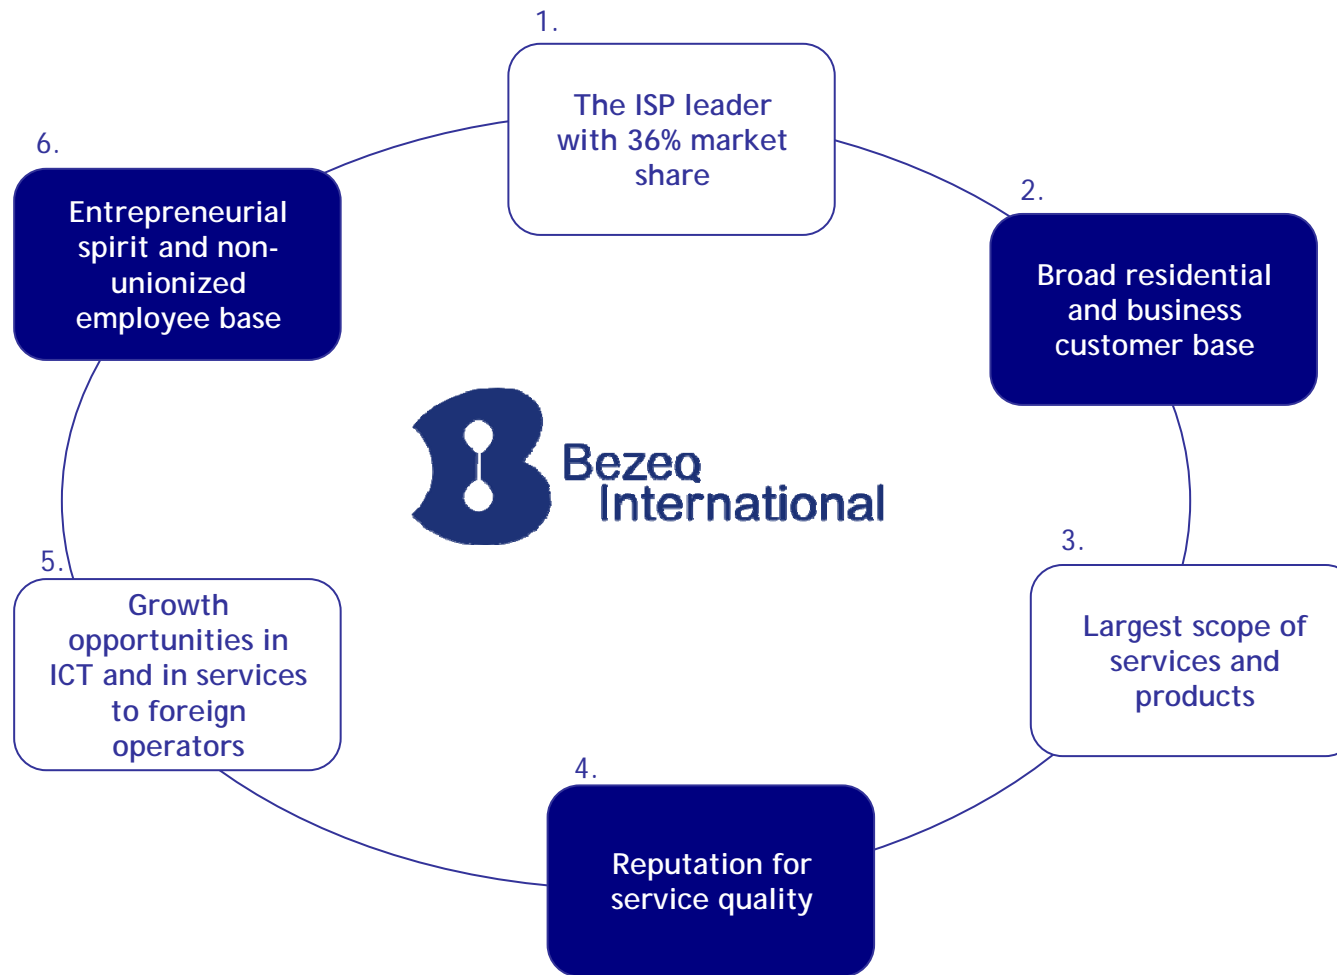 1.
The ISP leader
with 36% market
share
2.
Broad residential
and business
customer base
3.
Largest scope of
services and
products
4.
Reputation for
service quality
5.
Growth
opportunities in
ICT and in services
to foreign
operators
6.
Entrepreneurial
spirit and non-
unionized
employee base
Bezeq
International